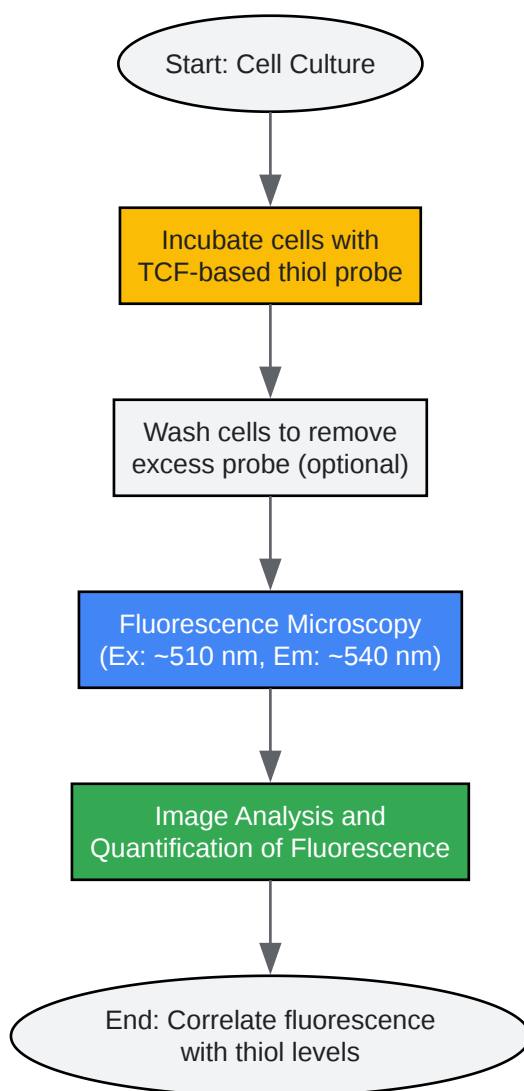 Start: Cell Culture
Incubate cells with
TCF-based thiol probe
Wash cells to remove
excess probe (optional)
Fluorescence Microscopy
(Ex: ~510 nm, Em: ~540 nm)
Image Analysis and
Quantification of Fluorescence
End: Correlate fluorescence
with thiol levels